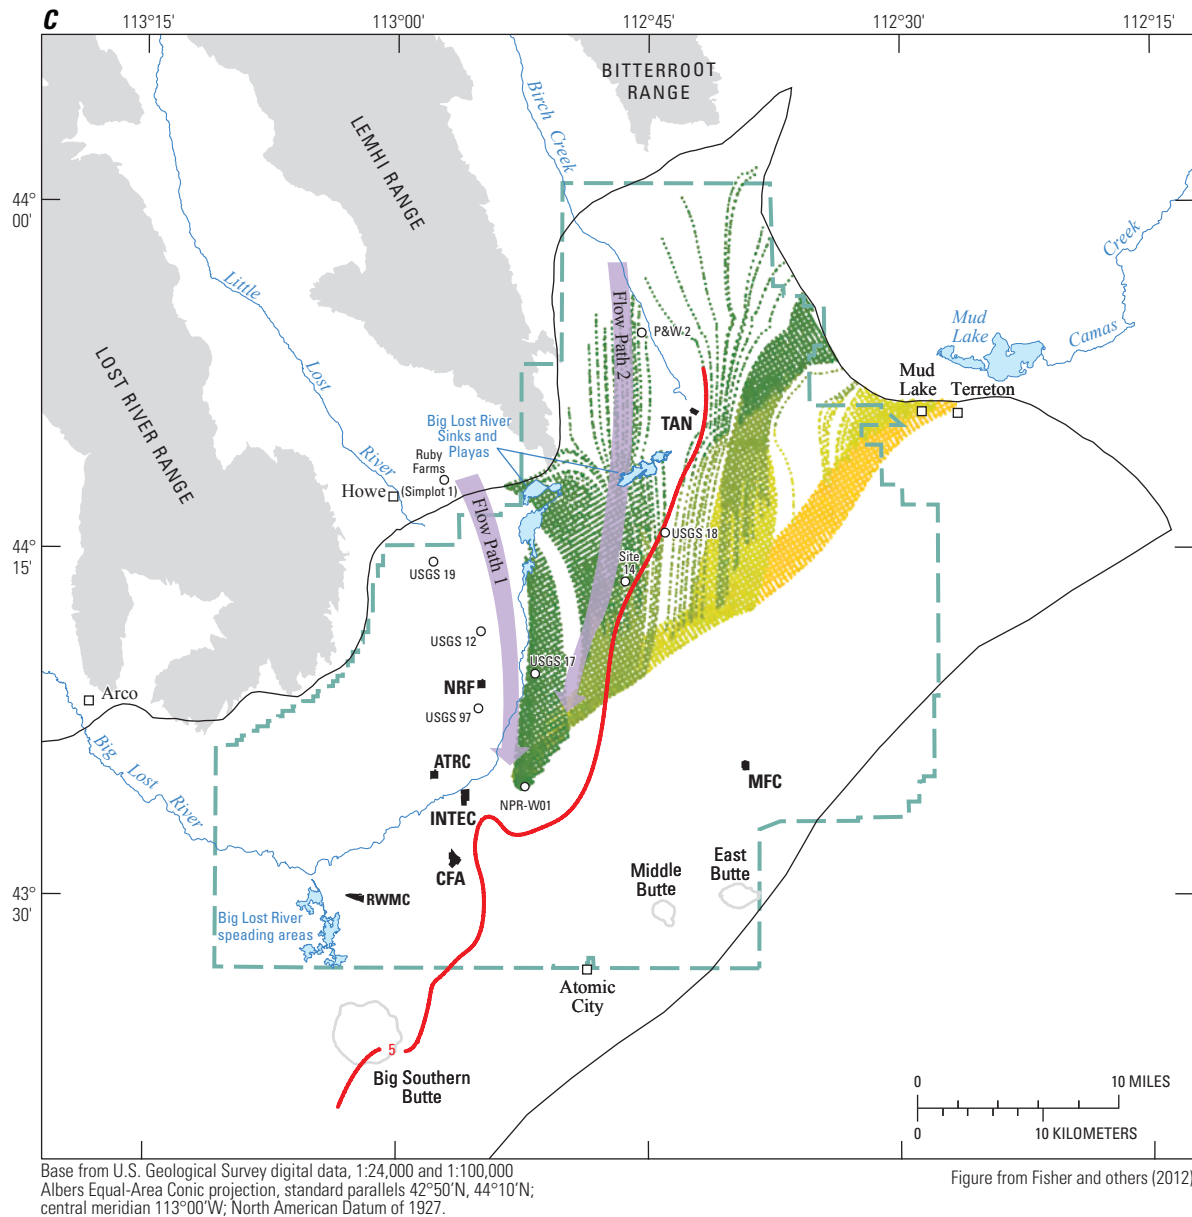 C
113°15'
113°00'
112°45'
112°30'
112°15'
BITTERROOT
RANGE
Birch Creek
LEMHI RANGE
44°
00'
Creek
Camas
Little
Lost
River
Flow Path 2
P&W 2
Mud
Lake
LOST RIVER RANGE
Mud
Lake
Terreton
TAN
Big Lost River
Sinks and
Playas
Ruby
Farms
(Simplot 1)
Howe
Flow Path 1
USGS 18
44°
15'
Site
14
USGS 19
USGS 12
USGS 17
NRF
Arco
USGS 97
Big Lost River
ATRC
MFC
INTEC
NPR-W01
CFA
Middle
Butte
East
Butte
43°
30'
RWMC
Big Lost River
speading areas
Atomic
City
5
Big Southern
Butte
0
10 MILES
0
10 KILOMETERS
Base from U.S. Geological Survey digital data, 1:24,000 and 1:100,000
Albers Equal-Area Conic projection, standard parallels 42°50'N, 44°10'N;
central meridian 113°00'W; North American Datum of 1927.
Figure from Fisher and others (2012)